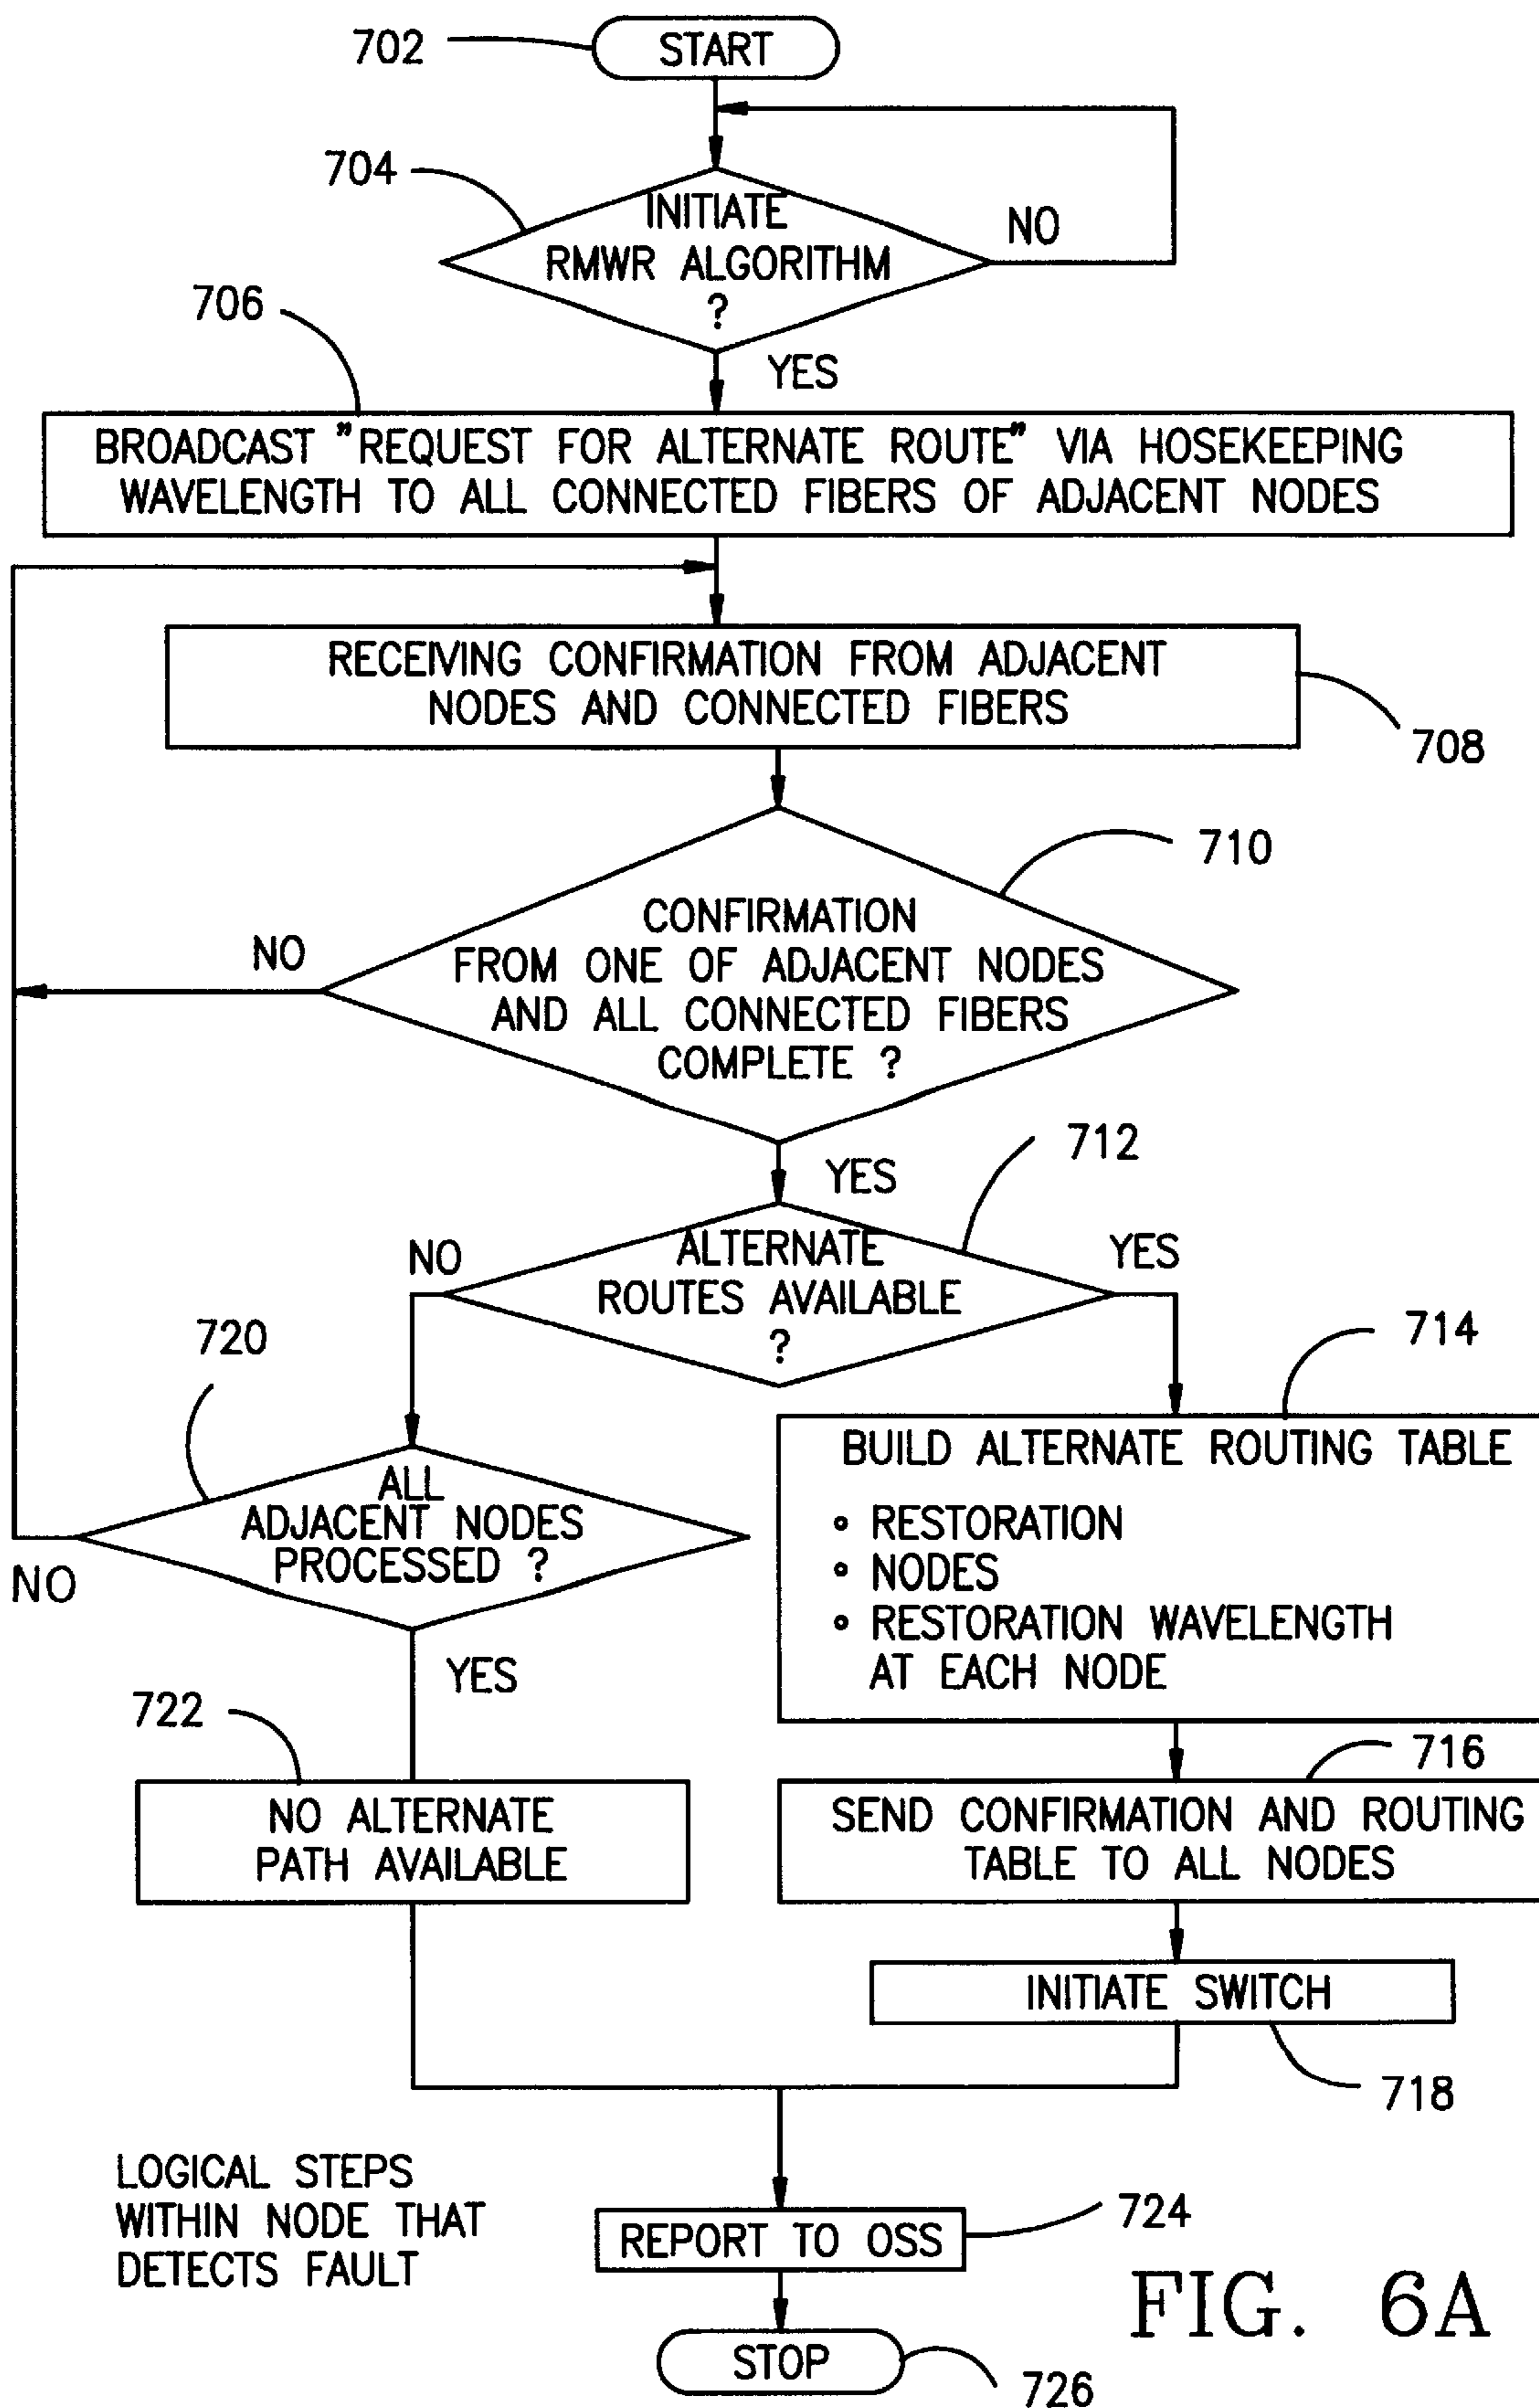 702
START
704
INITIATE
RMWR ALGORITHM
?
NO
706
YES
BROADCAST "REQUEST FOR ALTERNATE ROUTE" VIA HOSEKEEPING
WAVELENGTH TO ALL CONNECTED FIBERS OF ADJACENT NODES
RECEIVING CONFIRMATION FROM ADJACENT
NODES AND CONNECTED FIBERS
708
710
CONFIRMATION
FROM ONE OF ADJACENT NODES
AND ALL CONNECTED FIBERS
COMPLETE ?
NO
YES
712
ALTERNATE
ROUTES AVAILABLE
?
NO
YES
714
720
ALL
ADJACENT NODES
PROCESSED ?
NO
YES
BUILD ALTERNATE ROUTING TABLE
• RESTORATION
• NODES
• RESTORATION WAVELENGTH
AT EACH NODE
722
NO ALTERNATE
PATH AVAILABLE
716
SEND CONFIRMATION AND ROUTING
TABLE TO ALL NODES
INITIATE SWITCH
718
LOGICAL STEPS
WITHIN NODE THAT
DETECTS FAULT
REPORT TO OSS
724
STOP
726
FIG. 6A